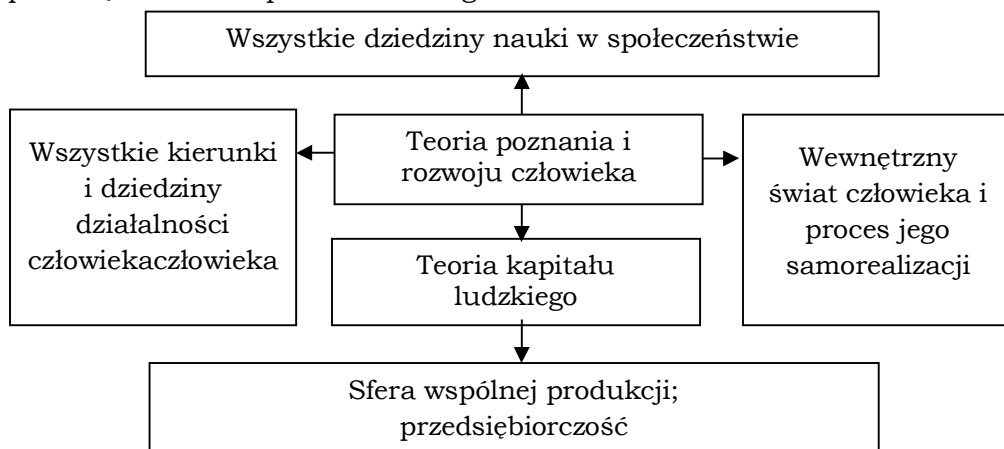 Wszystkie dziedziny nauki w społeczeństwie
Wszystkie kierunki
i dziedziny
działalności
człowiekaczłowieka
Teoria poznania i
rozwoju człowieka
Wewnętrzny
świat człowieka i
proces jego
samorealizacji
Teoria kapitału
ludzkiego
Sfera wspólnej produkcji;
przedsiębiorczość